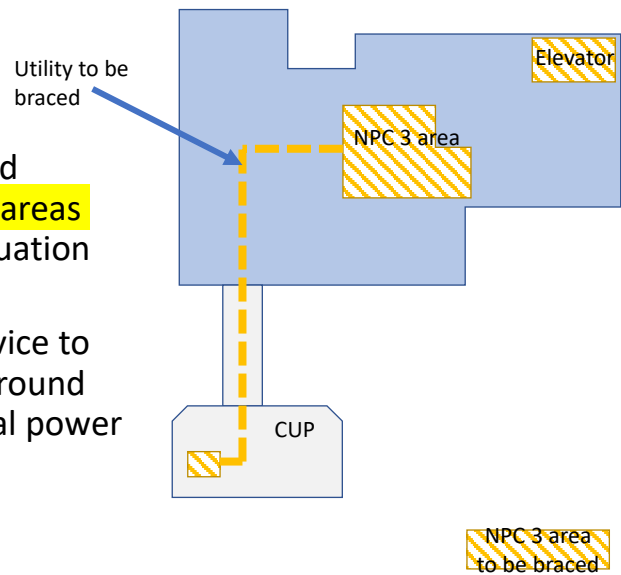 Elevator
Utility to be
braced
NPC 3 area
d
areas
uation
vice to
round
al power
CUP
NPC 3 area
to be braced